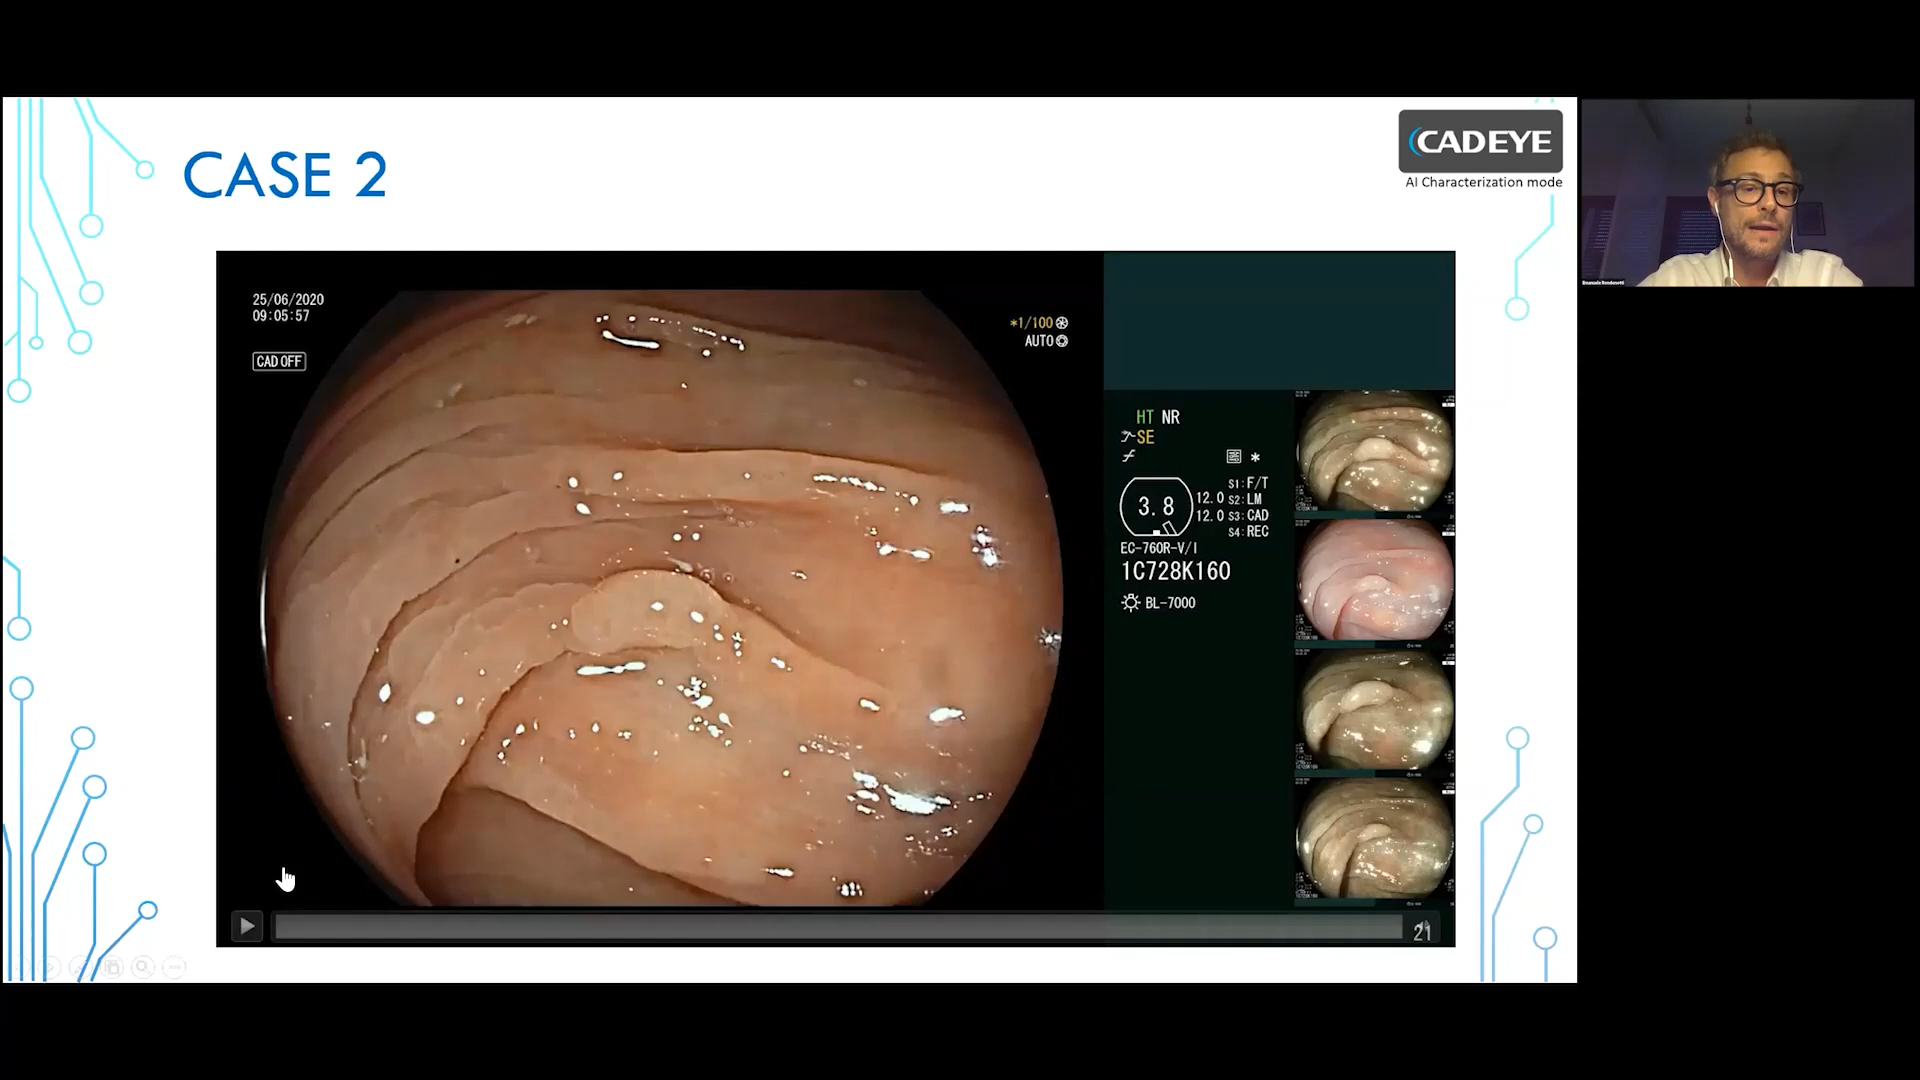 CASE 2
CADEYE
AI Characterization mode
25/06/2020
09:05:57
CAD OFF
*1/100
AUTO
HT NR
SE
3.8
12.0
12.0
S1:F/T
S2:LM
S3:CAD
S4:REC
EC-760R-V/I
1C728K160
BL-7000
21